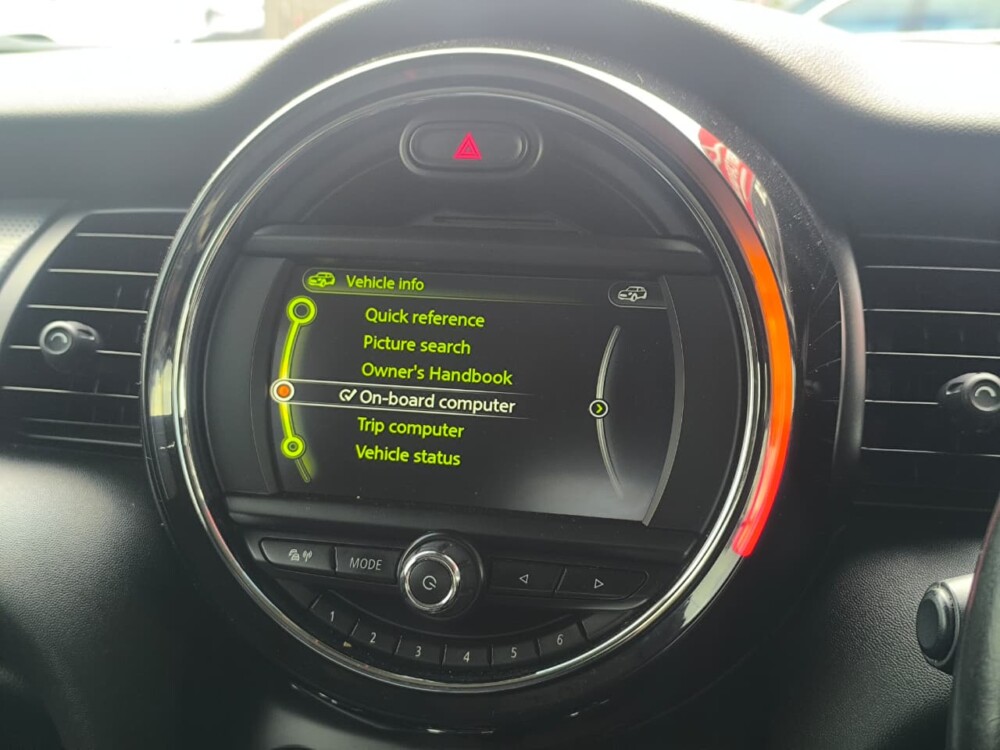 Vehicle info
Quick reference
Picture search
Owner's Handbook
On-board computer
Trip computer
Vehicle status
MODE
1 2 3 4 5 6